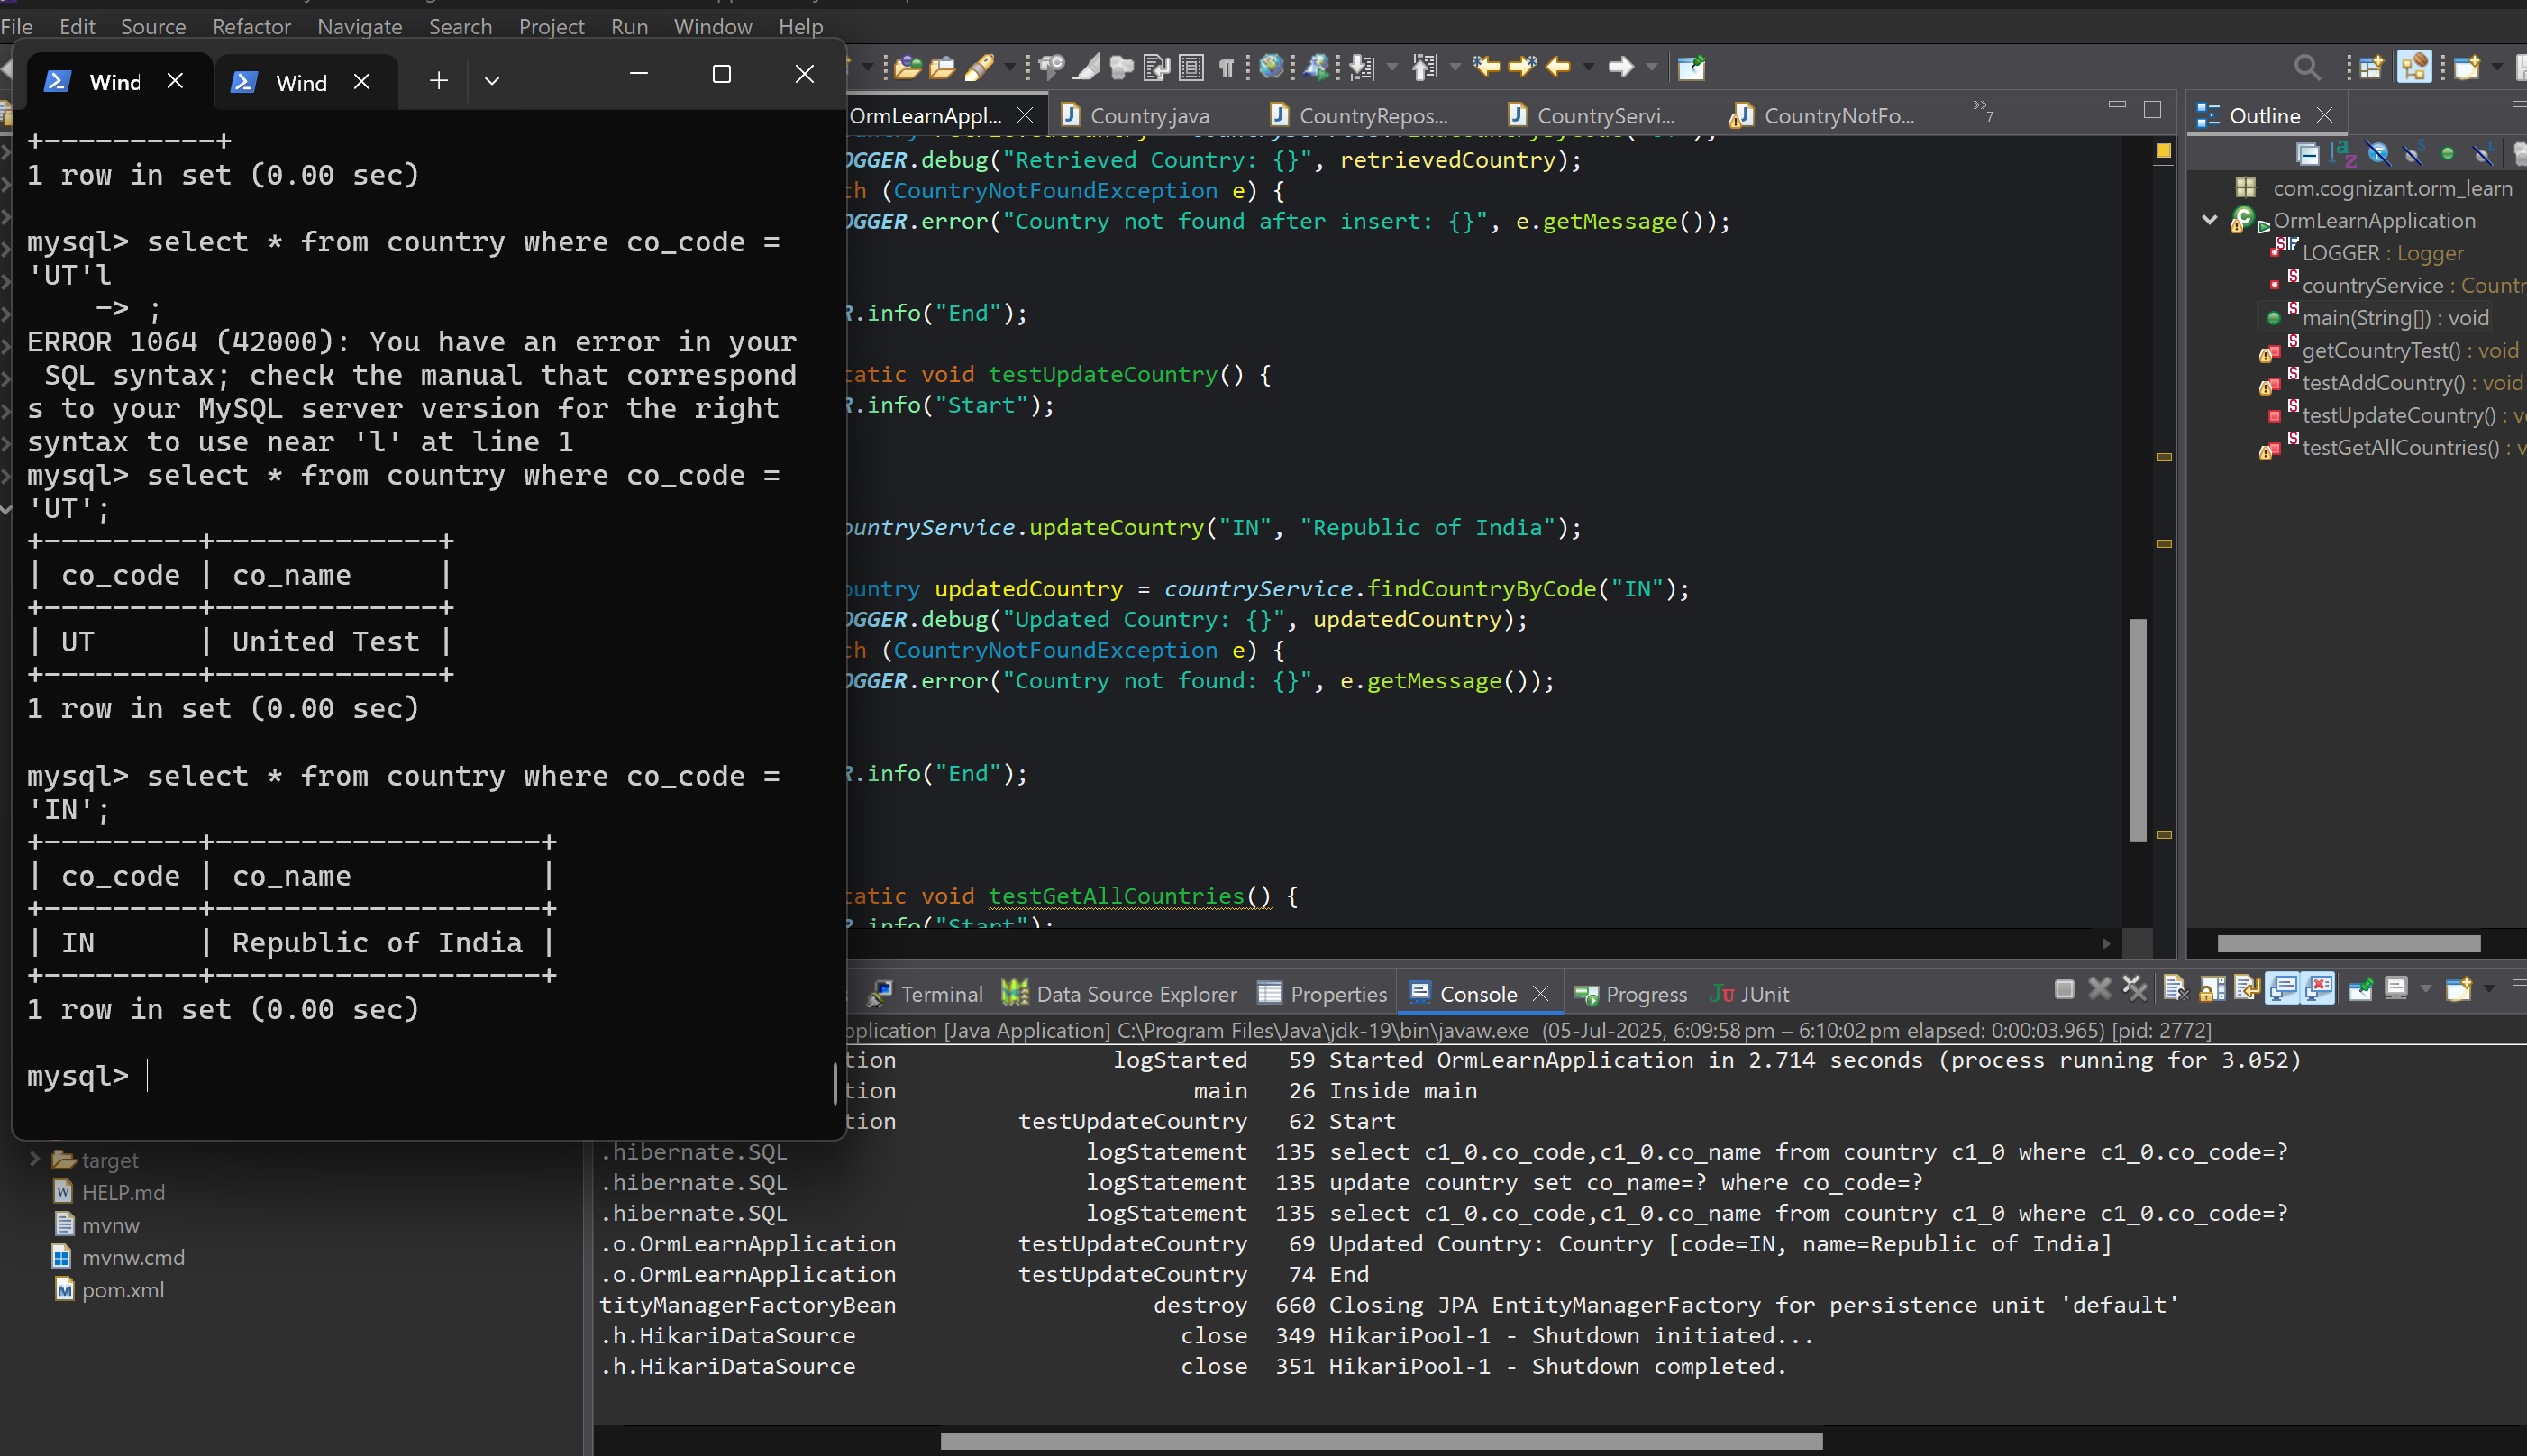 File Edit Source Refactor Navigate Search Project Run Window Help
Wind
Wind
+----------+
1 row in set (0.00 sec)
mysql> select * from country where co_code =
'UT'l
    -> ;
ERROR 1064 (42000): You have an error in your
 SQL syntax; check the manual that correspond
s to your MySQL server version for the right
syntax to use near 'l' at line 1
mysql> select * from country where co_code =
'UT';
+---------+-------------+
| co_code | co_name     |
+---------+-------------+
| UT      | United Test |
+---------+-------------+
1 row in set (0.00 sec)
mysql> select * from country where co_code =
'IN';
+---------+-------------------+
| co_code | co_name           |
+---------+-------------------+
| IN      | Republic of India |
+---------+-------------------+
1 row in set (0.00 sec)
mysql>
target
HELP.md
mvnw
mvnw.cmd
pom.xml
OrmLearnAppl... Country.java CountryRepos... CountryServi... CountryNotFo... »7
OGGER.debug("Retrieved Country: {}", retrievedCountry);
ch (CountryNotFoundException e) {
OGGER.error("Country not found after insert: {}", e.getMessage());
R.info("End");
tatic void testUpdateCountry() {
R.info("Start");
ountryService.updateCountry("IN", "Republic of India");
ountry updatedCountry = countryService.findCountryByCode("IN");
OGGER.debug("Updated Country: {}", updatedCountry);
ch (CountryNotFoundException e) {
OGGER.error("Country not found: {}", e.getMessage());
R.info("End");
tatic void testGetAllCountries() {
R.info("Start");
Outline
com.cognizant.orm_learn
OrmLearnApplication
LOGGER : Logger
countryService : Countr
main(String[]) : void
getCountryTest() : void
testAddCountry() : void
testUpdateCountry() : v
testGetAllCountries() : v
Terminal Data Source Explorer Properties Console Progress JUnit
pplication [Java Application] C:\Program Files\Java\jdk-19\bin\javaw.exe (05-Jul-2025, 6:09:58 pm – 6:10:02 pm elapsed: 0:00:03.965) [pid: 2772]
tion logStarted 59 Started OrmLearnApplication in 2.714 seconds (process running for 3.052)
tion main 26 Inside main
tion testUpdateCountry 62 Start
.hibernate.SQL logStatement 135 select c1_0.co_code,c1_0.co_name from country c1_0 where c1_0.co_code=?
.hibernate.SQL logStatement 135 update country set co_name=? where co_code=?
.hibernate.SQL logStatement 135 select c1_0.co_code,c1_0.co_name from country c1_0 where c1_0.co_code=?
.o.OrmLearnApplication testUpdateCountry 69 Updated Country: Country [code=IN, name=Republic of India]
.o.OrmLearnApplication testUpdateCountry 74 End
tityManagerFactoryBean destroy 660 Closing JPA EntityManagerFactory for persistence unit 'default'
.h.HikariDataSource close 349 HikariPool-1 - Shutdown initiated...
.h.HikariDataSource close 351 HikariPool-1 - Shutdown completed.